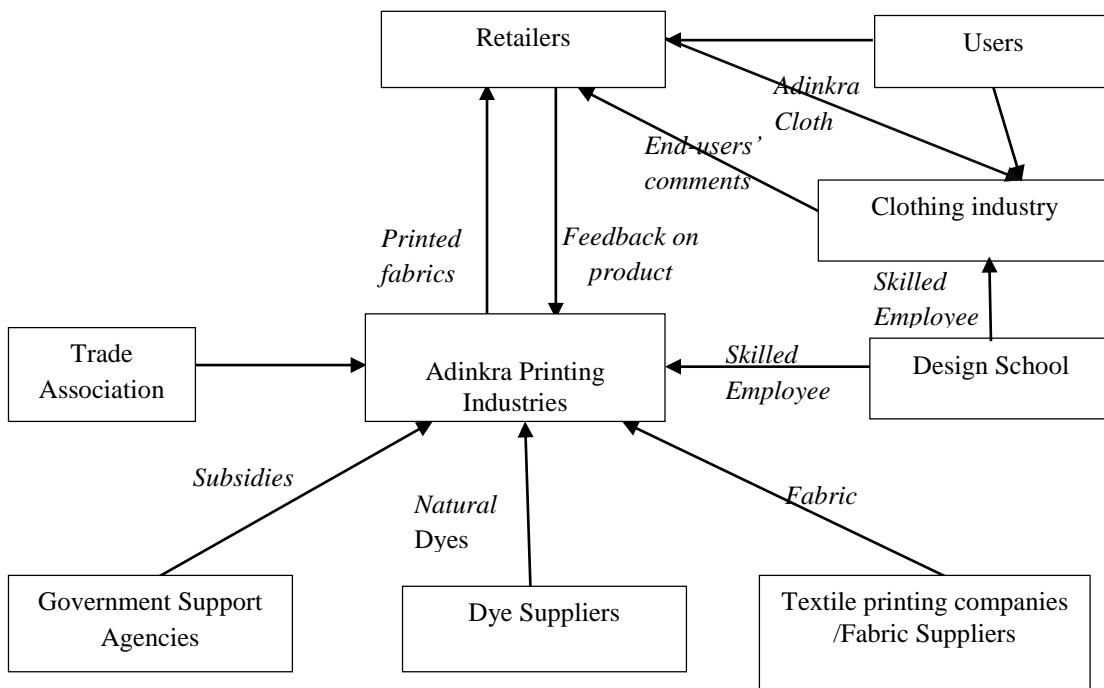 Retailers
Users
Adinkra
Cloth
End-users’
comments
Clothing industry
Printed
fabrics
Feedback on
product
Skilled
Employee
Trade
Association
Adinkra Printing
Industries
Skilled
Employee
Design School
Subsidies
Natural
Dyes
Fabric
Government Support
Agencies
Dye Suppliers
Textile printing companies
/Fabric Suppliers